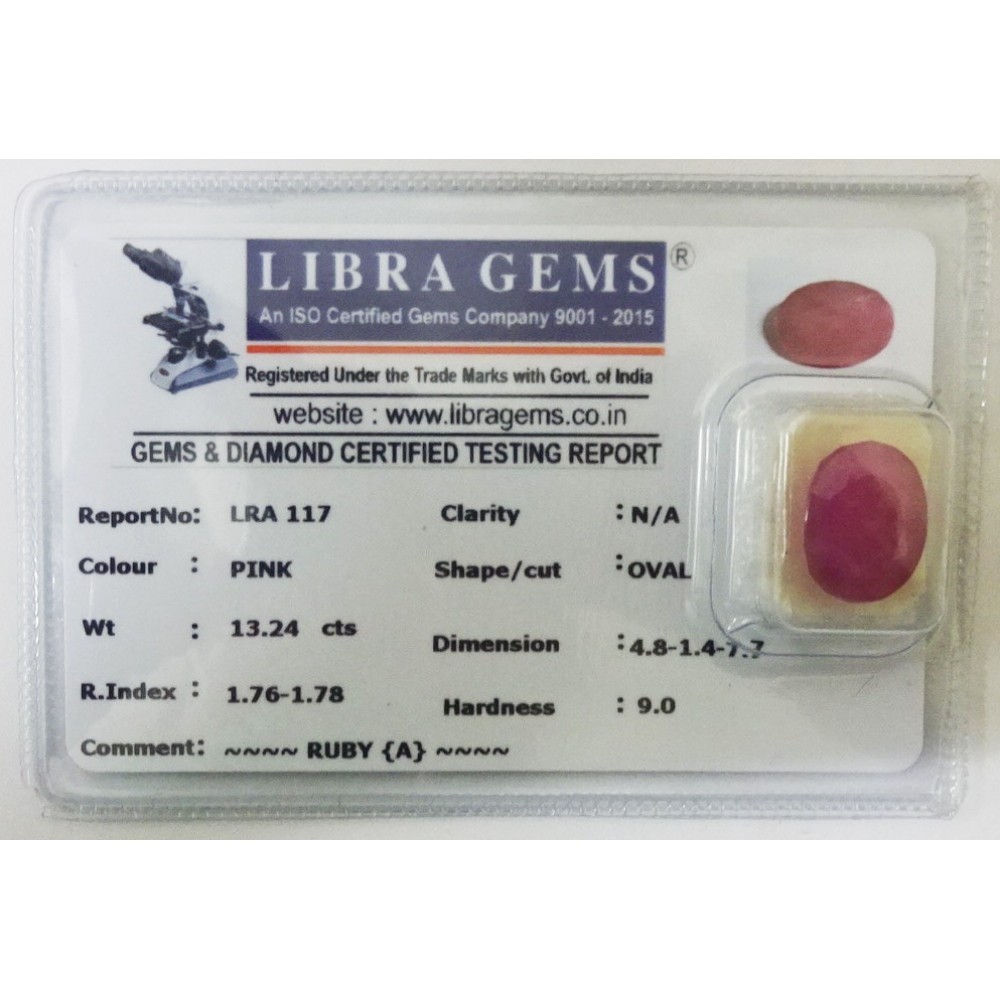 LIBRA GEMS ®
An ISO Certified Gems Company 9001 - 2015
Registered Under the Trade Marks with Govt. of India
website : www.libragems.co.in
GEMS & DIAMOND CERTIFIED TESTING REPORT
ReportNo: LRA 117 Clarity : N/A
Colour : PINK Shape/cut : OVAL
Wt : 13.24 cts Dimension : 4.8-1.4-7.7
R.Index : 1.76-1.78 Hardness : 9.0
Comment: ~~~~ RUBY {A} ~~~~